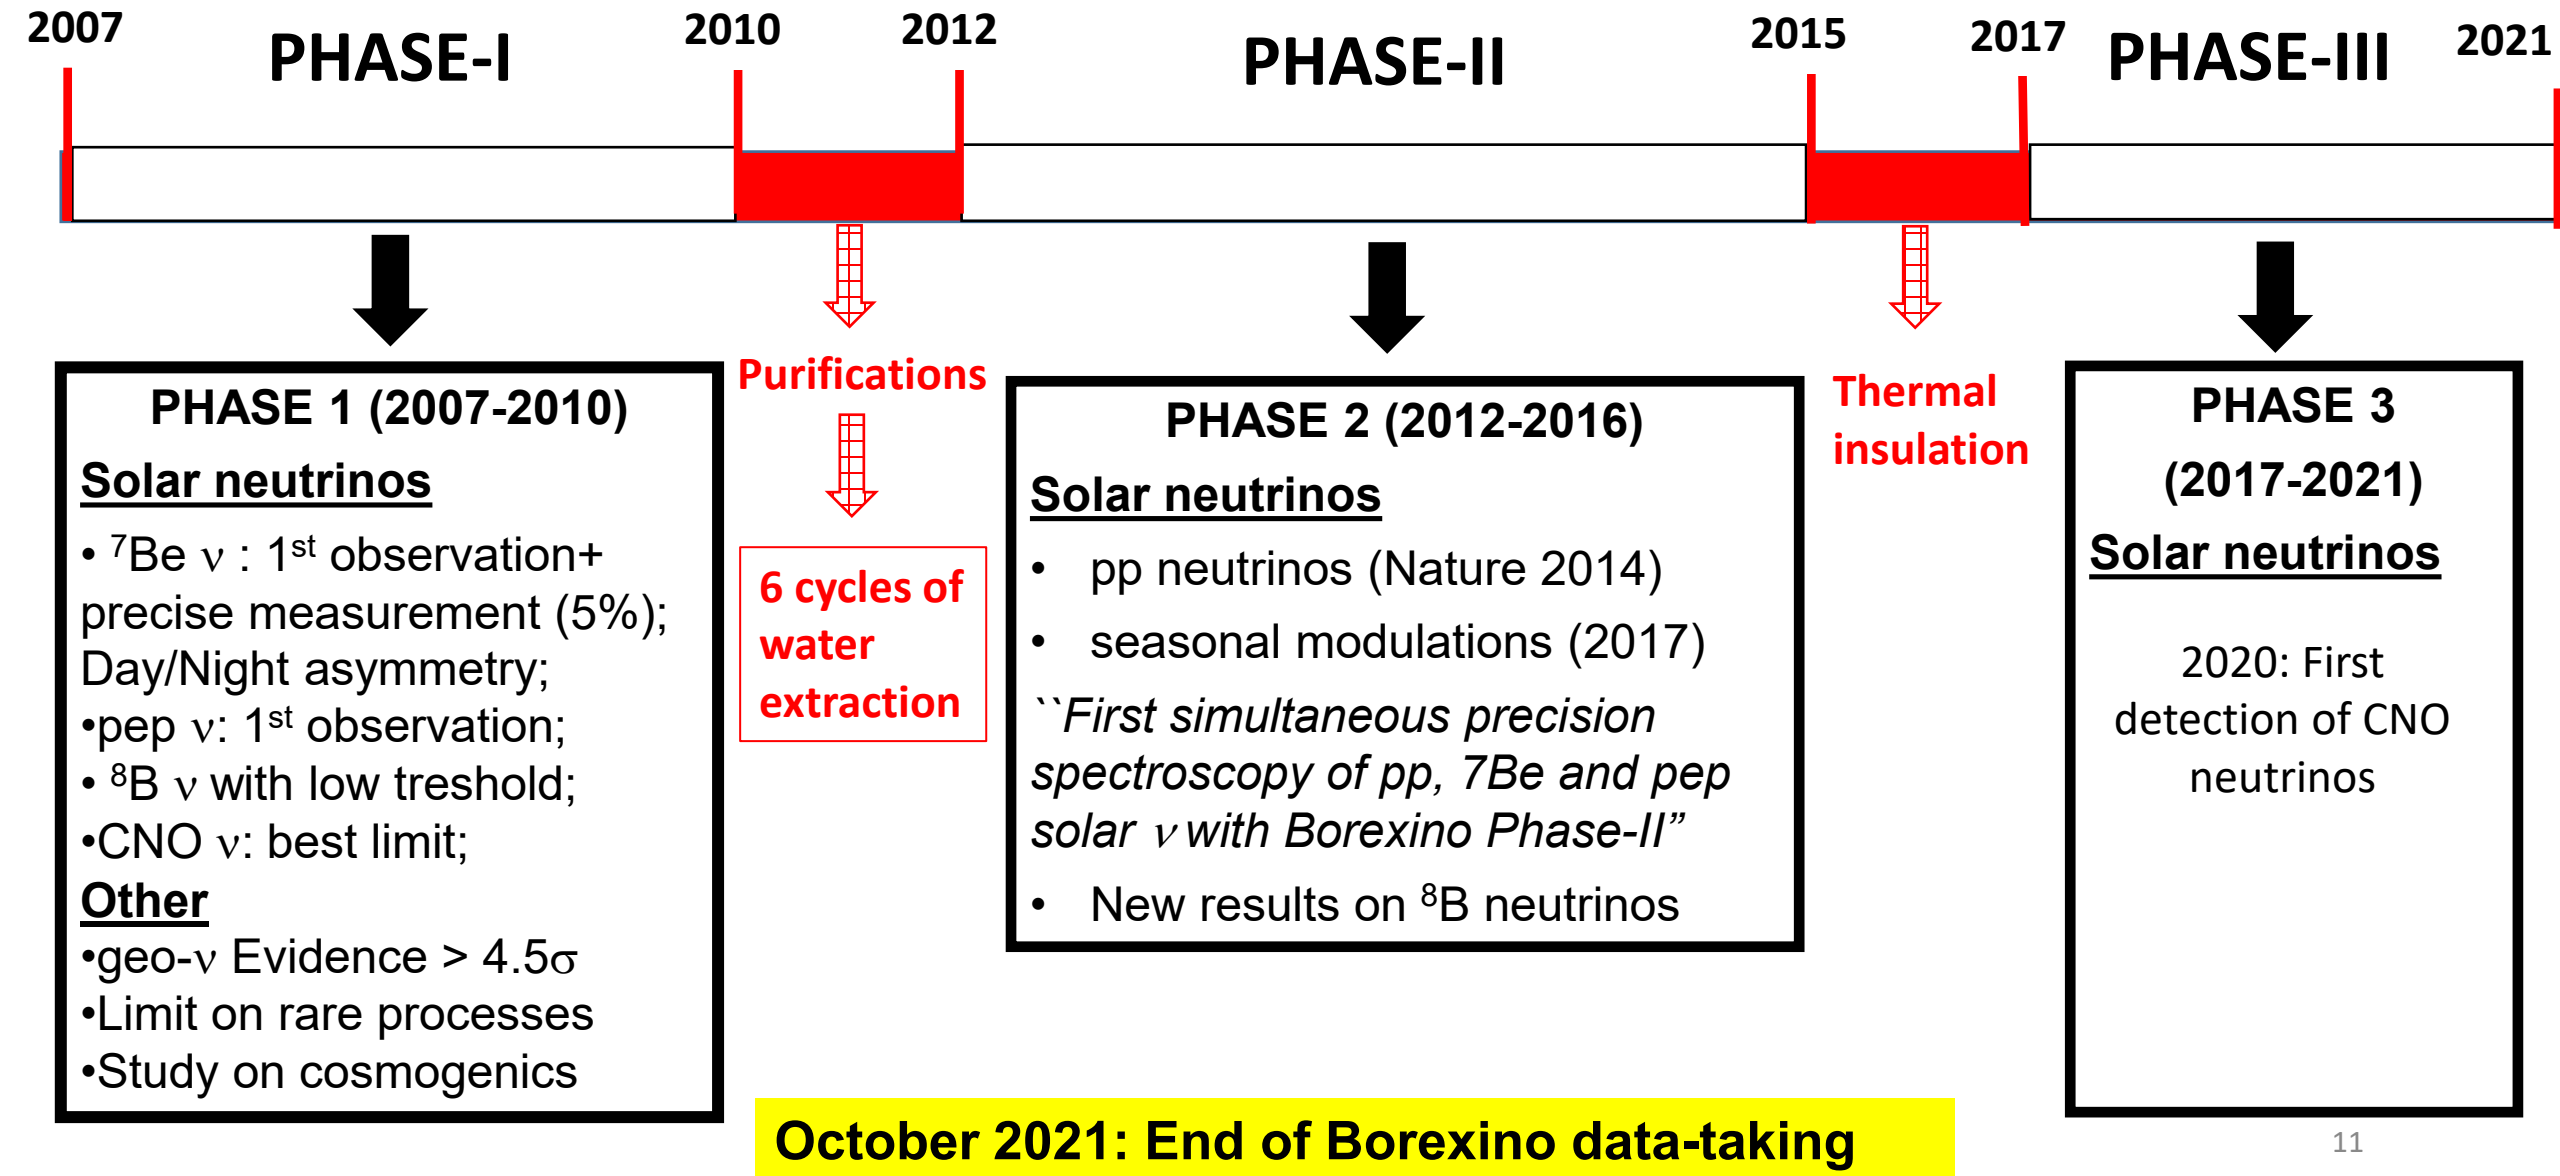 2007
PHASE-I
2010
2012
PHASE-II
2015
2017
PHASE-III
2021
PHASE 1 (2007-2010)
Solar neutrinos
• ⁷Be ν : 1ˢᵗ observation+
precise measurement (5%);
Day/Night asymmetry;
•pep ν: 1ˢᵗ observation;
• ⁸B ν with low treshold;
•CNO ν: best limit;
Other
•geo-ν Evidence > 4.5σ
•Limit on rare processes
•Study on cosmogenics
Purifications
6 cycles of
water
extraction
PHASE 2 (2012-2016)
Solar neutrinos
• pp neutrinos (Nature 2014)
• seasonal modulations (2017)
``First simultaneous precision
spectroscopy of pp, 7Be and pep
solar ν with Borexino Phase-II”
• New results on ⁸B neutrinos
Thermal
insulation
PHASE 3
(2017-2021)
Solar neutrinos
2020: First
detection of CNO
neutrinos
October 2021: End of Borexino data-taking
11